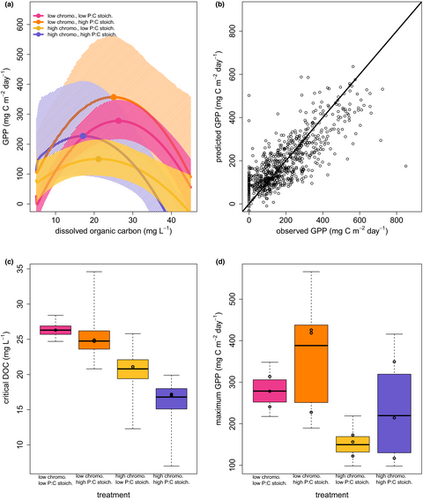 (a)
low chromo., low P:C stoich.
low chromo., high P:C stoich.
high chromo., low P:C stoich.
high chromo., high P:C stoich.
GPP (mg C m⁻² day⁻¹)
0 100 200 300 400 500 600
10 20 30 40
dissolved organic carbon (mg L⁻¹)
(b)
predicted GPP (mg C m⁻² day⁻¹)
0 200 400 600 800
0 200 400 600 800
observed GPP (mg C m⁻² day⁻¹)
(c)
critical DOC (mg L⁻¹)
10 15 20 25 30 35
low chromo. low P:C stoich.
low chromo. high P:C stoich.
high chromo. low P:C stoich.
high chromo. high P:C stoich.
treatment
(d)
maximum GPP (mg C m⁻² day⁻¹)
100 200 300 400 500
low chromo. low P:C stoich.
low chromo. high P:C stoich.
high chromo. low P:C stoich.
high chromo. high P:C stoich.
treatment